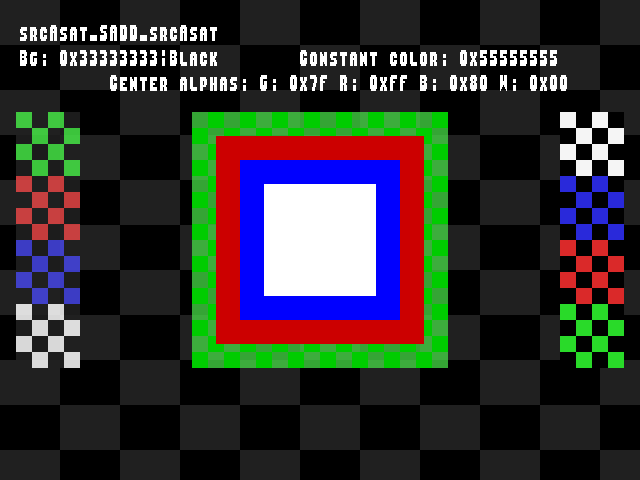 srcAsat_SADD_srcAsat
Bg: 0x33333333;Black Constant color: 0x55555555
Center alphas: G: 0x7F R: 0xFF B: 0x80 W: 0x00